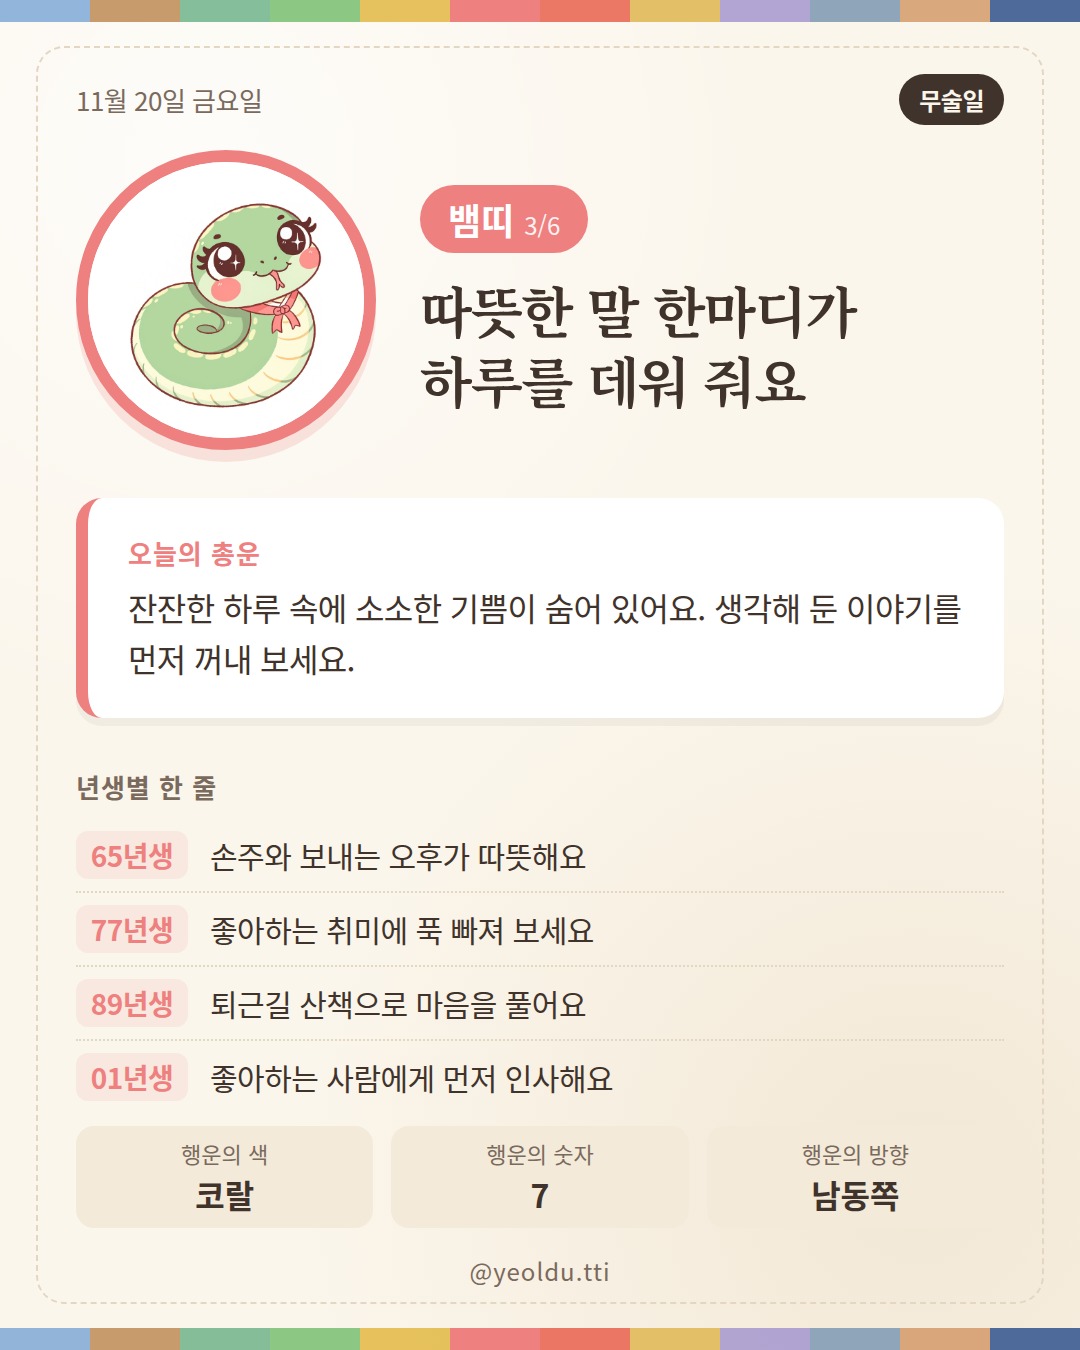 11월 20일 금요일
무술일
뱀띠 3/6
따뜻한 말 한마디가
하루를 데워 줘요
오늘의 총운
잔잔한 하루 속에 소소한 기쁨이 숨어 있어요. 생각해 둔 이야기를
먼저 꺼내 보세요.
년생별 한 줄
65년생 손주와 보내는 오후가 따뜻해요
77년생 좋아하는 취미에 푹 빠져 보세요
89년생 퇴근길 산책으로 마음을 풀어요
01년생 좋아하는 사람에게 먼저 인사해요
행운의 색
코랄
행운의 숫자
7
행운의 방향
남동쪽
@yeoldu.tti